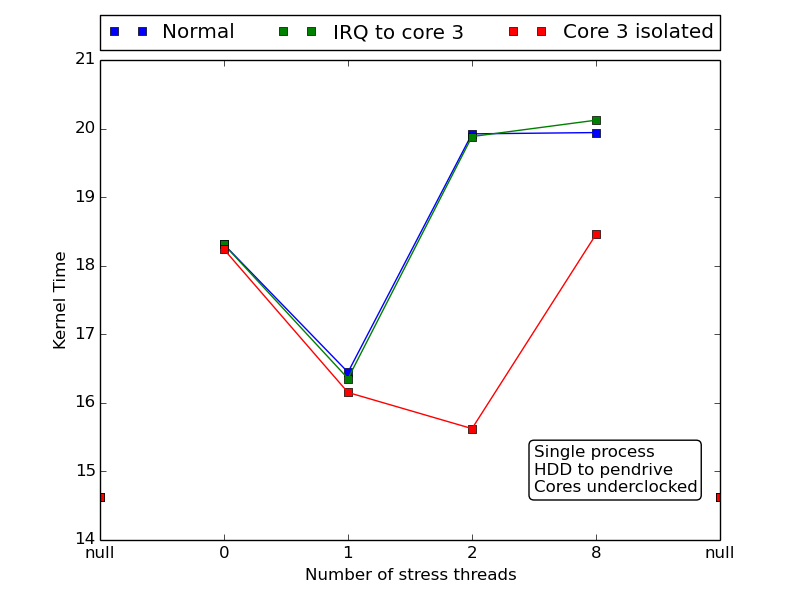 Normal IRQ to core 3 Core 3 isolated
21
20
19
18
17
16
15
14
Kernel Time
Single process
HDD to pendrive
Cores underclocked
null 0 1 2 8 null
Number of stress threads